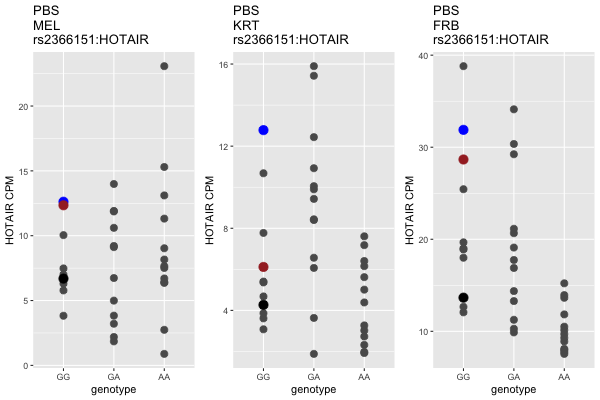 PBS
MEL
rs2366151:HOTAIR
HOTAIR CPM
20
15
10
5
0
GG GA AA
genotype
PBS
KRT
rs2366151:HOTAIR
HOTAIR CPM
16
12
8
4
GG GA AA
genotype
PBS
FRB
rs2366151:HOTAIR
HOTAIR CPM
40
30
20
10
GG GA AA
genotype